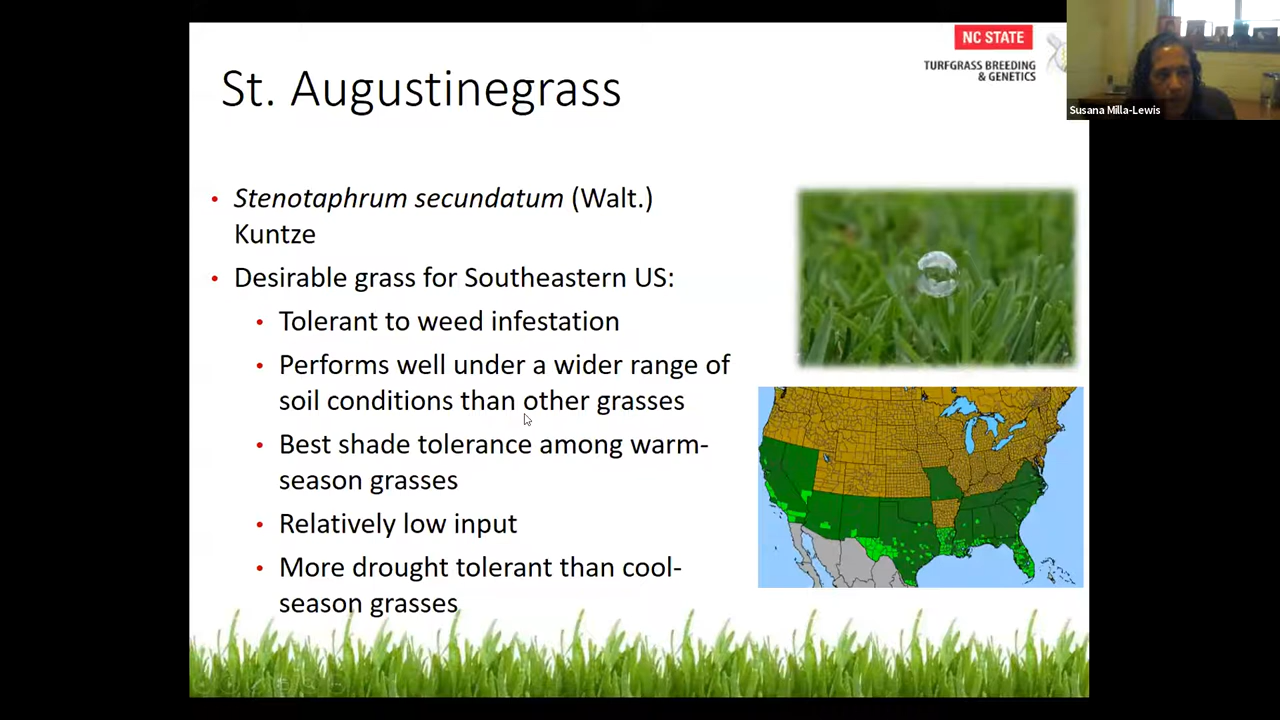 NC STATE
TURFGRASS BREEDING
& GENETICS
Susana Milla-Lewis
St. Augustinegrass
• Stenotaphrum secundatum (Walt.)
Kuntze
• Desirable grass for Southeastern US:
• Tolerant to weed infestation
• Performs well under a wider range of
soil conditions than other grasses
• Best shade tolerance among warm-
season grasses
• Relatively low input
• More drought tolerant than cool-
season grasses